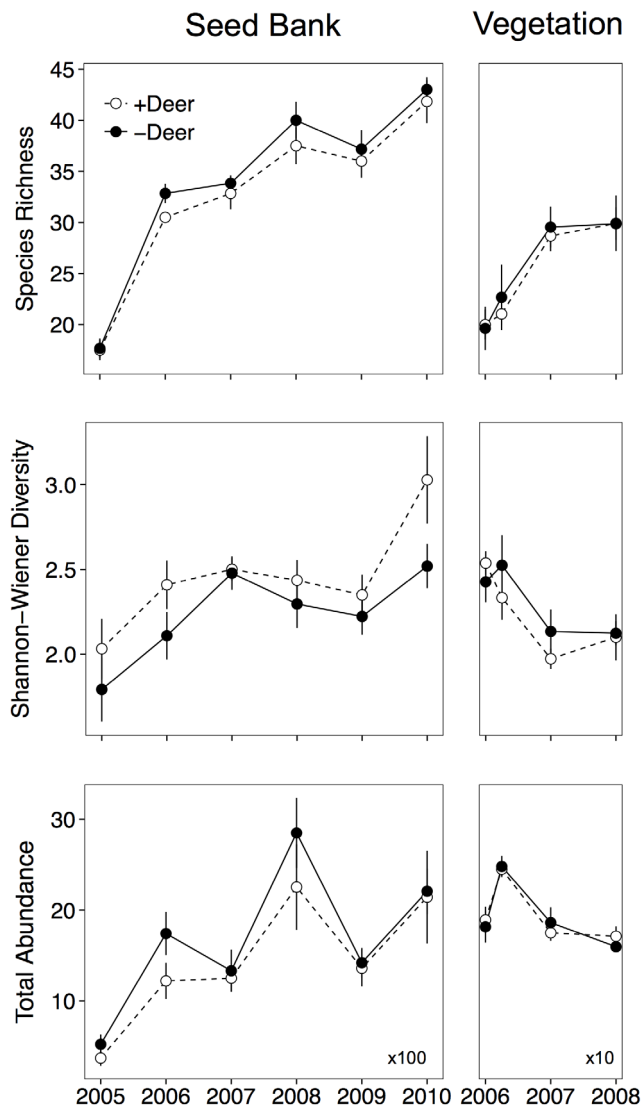 Seed Bank Vegetation
Species Richness
45
40
35
30
25
20
+Deer
−Deer
Shannon−Wiener Diversity
3.0
2.5
2.0
Total Abundance
30
20
10
x100
x10
2005 2006 2007 2008 2009 2010
2006 2007 2008